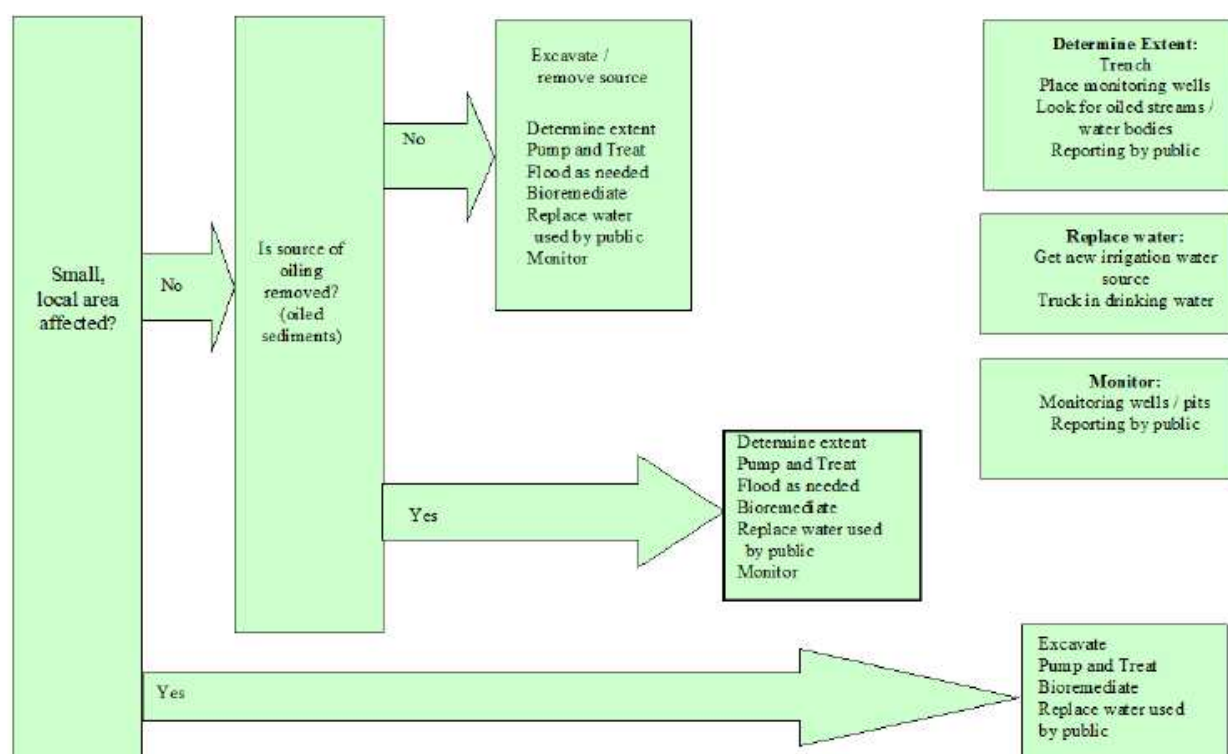 Small,
local area
affected?
No
Is source of
oiling
removed?
(oiled
sediments)
No
Excavate /
remove source
Determine extent
Pump and Treat
Flood as needed
Bioremediate
Replace water
used by public
Monitor
Yes
Determine extent
Pump and Treat
Flood as needed
Bioremediate
Replace water used
by public
Monitor
Yes
Excavate
Pump and Treat
Bioremediate
Replace water used
by public
Determine Extent:
Trench
Place monitoring wells
Look for oiled streams /
water bodies
Reporting by public
Replace water:
Get new irrigation water
source
Truck in drinking water
Monitor:
Monitoring wells / pits
Reporting by public